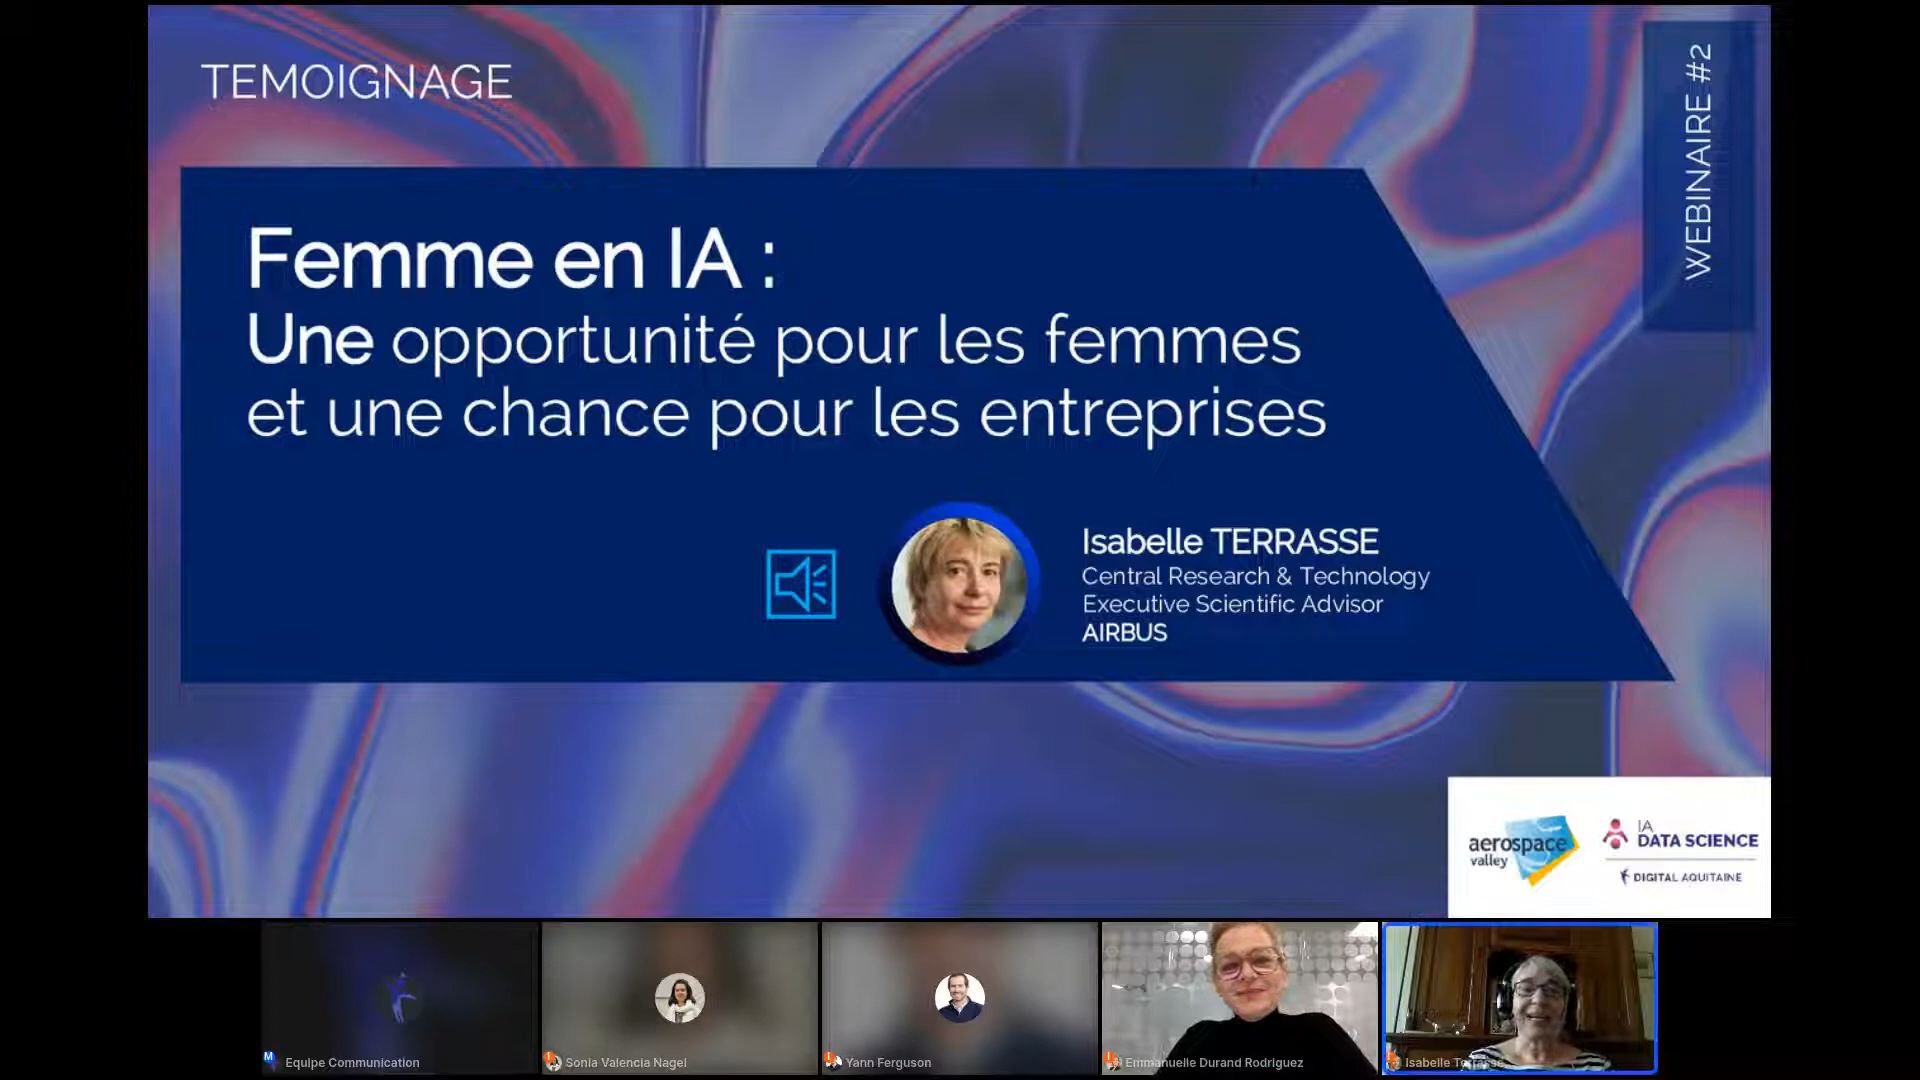 TEMOIGNAGE
WEBINAIRE #2
Femme en IA :
Une opportunité pour les femmes
et une chance pour les entreprises
Isabelle TERRASSE
Central Research & Technology
Executive Scientific Advisor
AIRBUS
aerospace
valley
IA
DATA SCIENCE
DIGITAL AQUITAINE
M
Equipe Communication
Sonia Valencia Nagel
Yann Ferguson
Emmanuelle Durand Rodriguez
Isabelle Terrasse